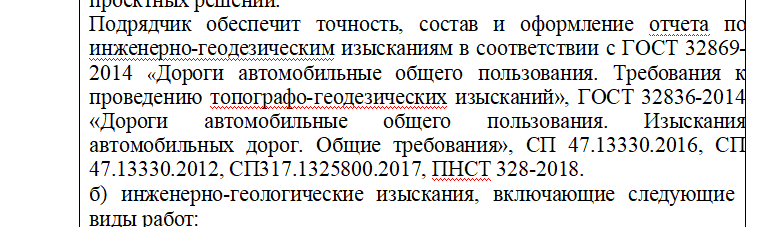 проектных решений.
Подрядчик обеспечит точность, состав и оформление отчета по
инженерно-геодезическим изысканиям в соответствии с ГОСТ 32869-
2014 «Дороги автомобильные общего пользования. Требования к
проведению топографо-геодезических изысканий», ГОСТ 32836-2014
«Дороги автомобильные общего пользования. Изыскания
автомобильных дорог. Общие требования», СП 47.13330.2016, СП
47.13330.2012, СП317.1325800.2017, ПНСТ 328-2018.
б) инженерно-геологические изыскания, включающие следующие
виды работ: